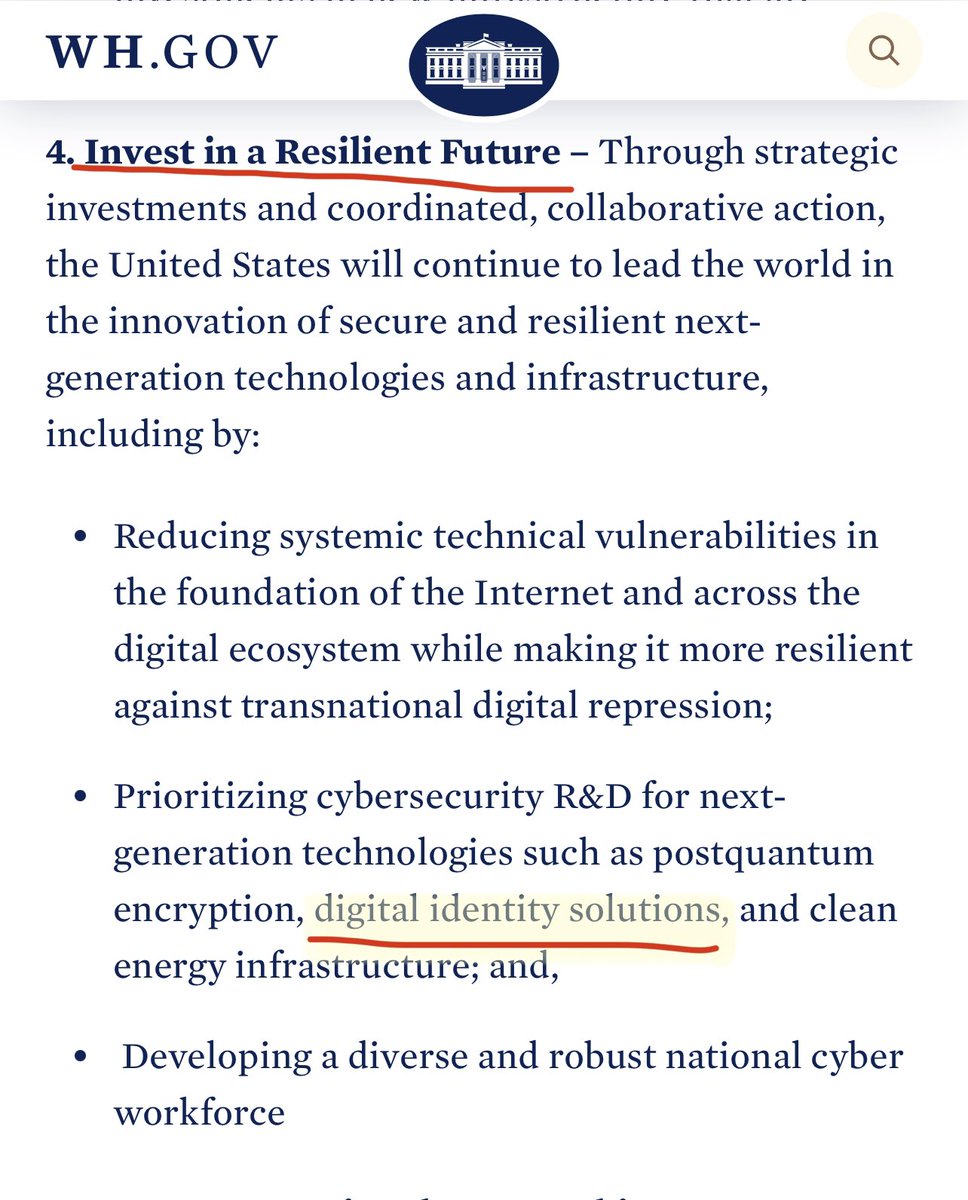 WH.GOV
4. Invest in a Resilient Future – Through strategic
investments and coordinated, collaborative action,
the United States will continue to lead the world in
the innovation of secure and resilient next-
generation technologies and infrastructure,
including by:
• Reducing systemic technical vulnerabilities in
the foundation of the Internet and across the
digital ecosystem while making it more resilient
against transnational digital repression;
• Prioritizing cybersecurity R&D for next-
generation technologies such as postquantum
encryption, digital identity solutions, and clean
energy infrastructure; and,
• Developing a diverse and robust national cyber
workforce